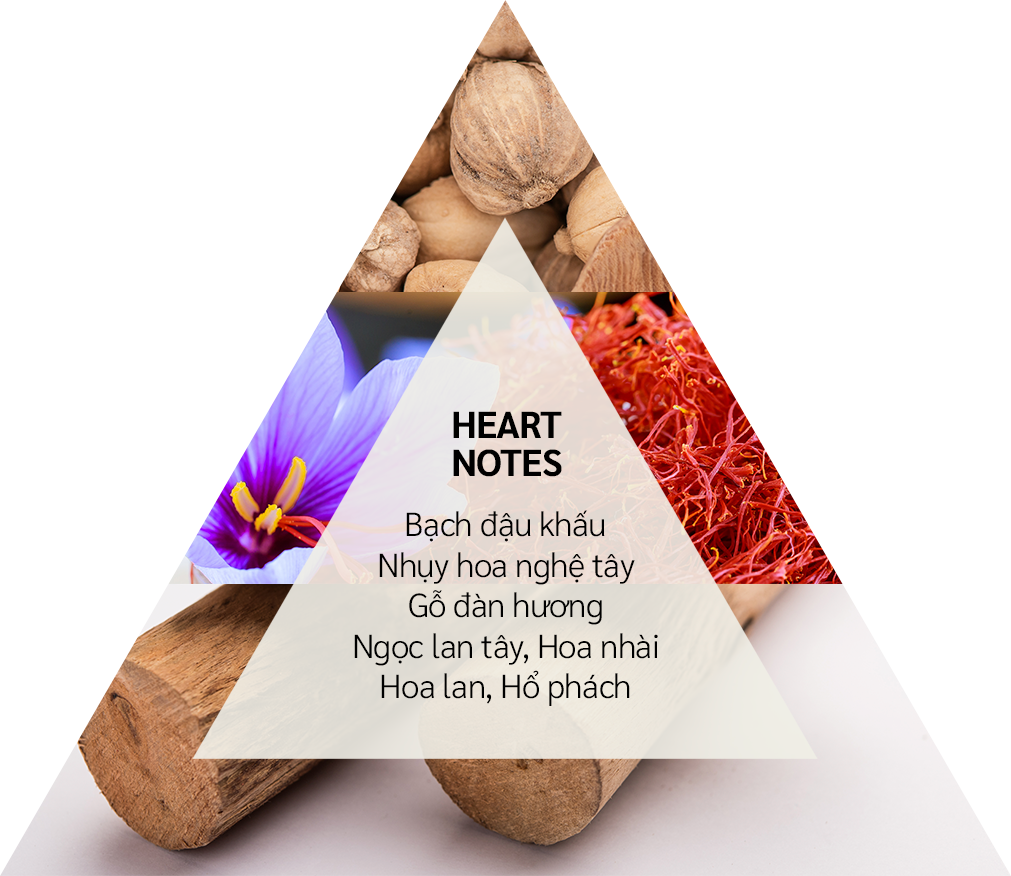 HEART
NOTES
Bạch đậu khấu
Nhụy hoa nghệ tây
Gỗ đàn hương
Ngọc lan tây, Hoa nhài
Hoa lan, Hổ phách